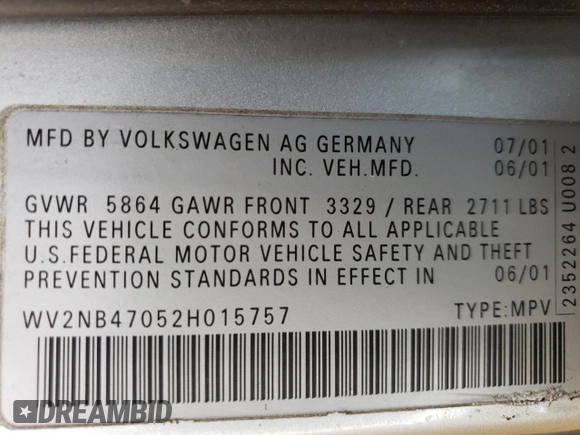 MFD BY VOLKSWAGEN AG GERMANY 07/01
INC. VEH.MFD. 06/01
GVWR 5864 GAWR FRONT 3329 / REAR 2711 LBS
THIS VEHICLE CONFORMS TO ALL APPLICABLE
U.S.FEDERAL MOTOR VEHICLE SAFETY AND THEFT
PREVENTION STANDARDS IN EFFECT IN 06/01
WV2NB47052H015757 TYPE:MPV
2352264 U008 2
DREAMBID